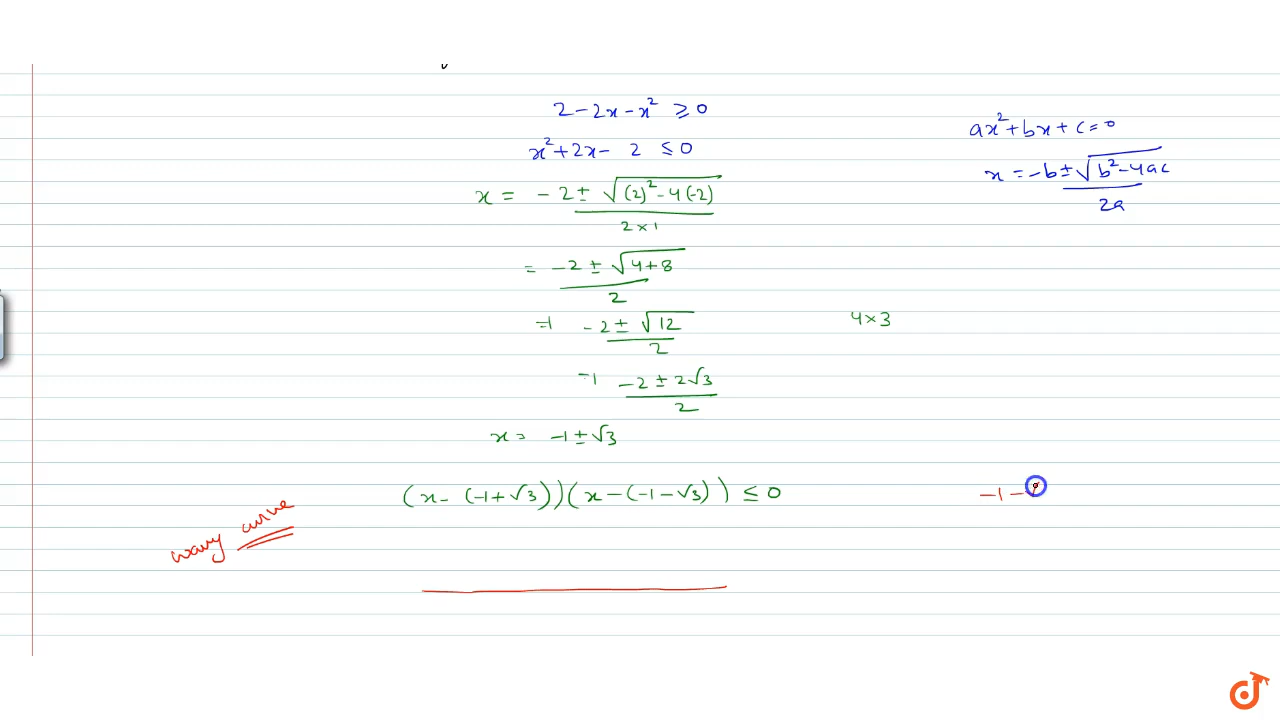 2 - 2x - x² ≥ 0
x² + 2x - 2 ≤ 0
x = -2 ± √(2)² - 4(-2)
2 × 1
= -2 ± √4+8
2
= -2 ± √12
2
= -2 ± 2√3
2
x = -1 ± √3
(x - (-1 + √3))(x - (-1 - √3)) ≤ 0
wavy curve
ax² + bx + c = 0
x = -b ± √b² - 4ac
2a
4 × 3
-1 -